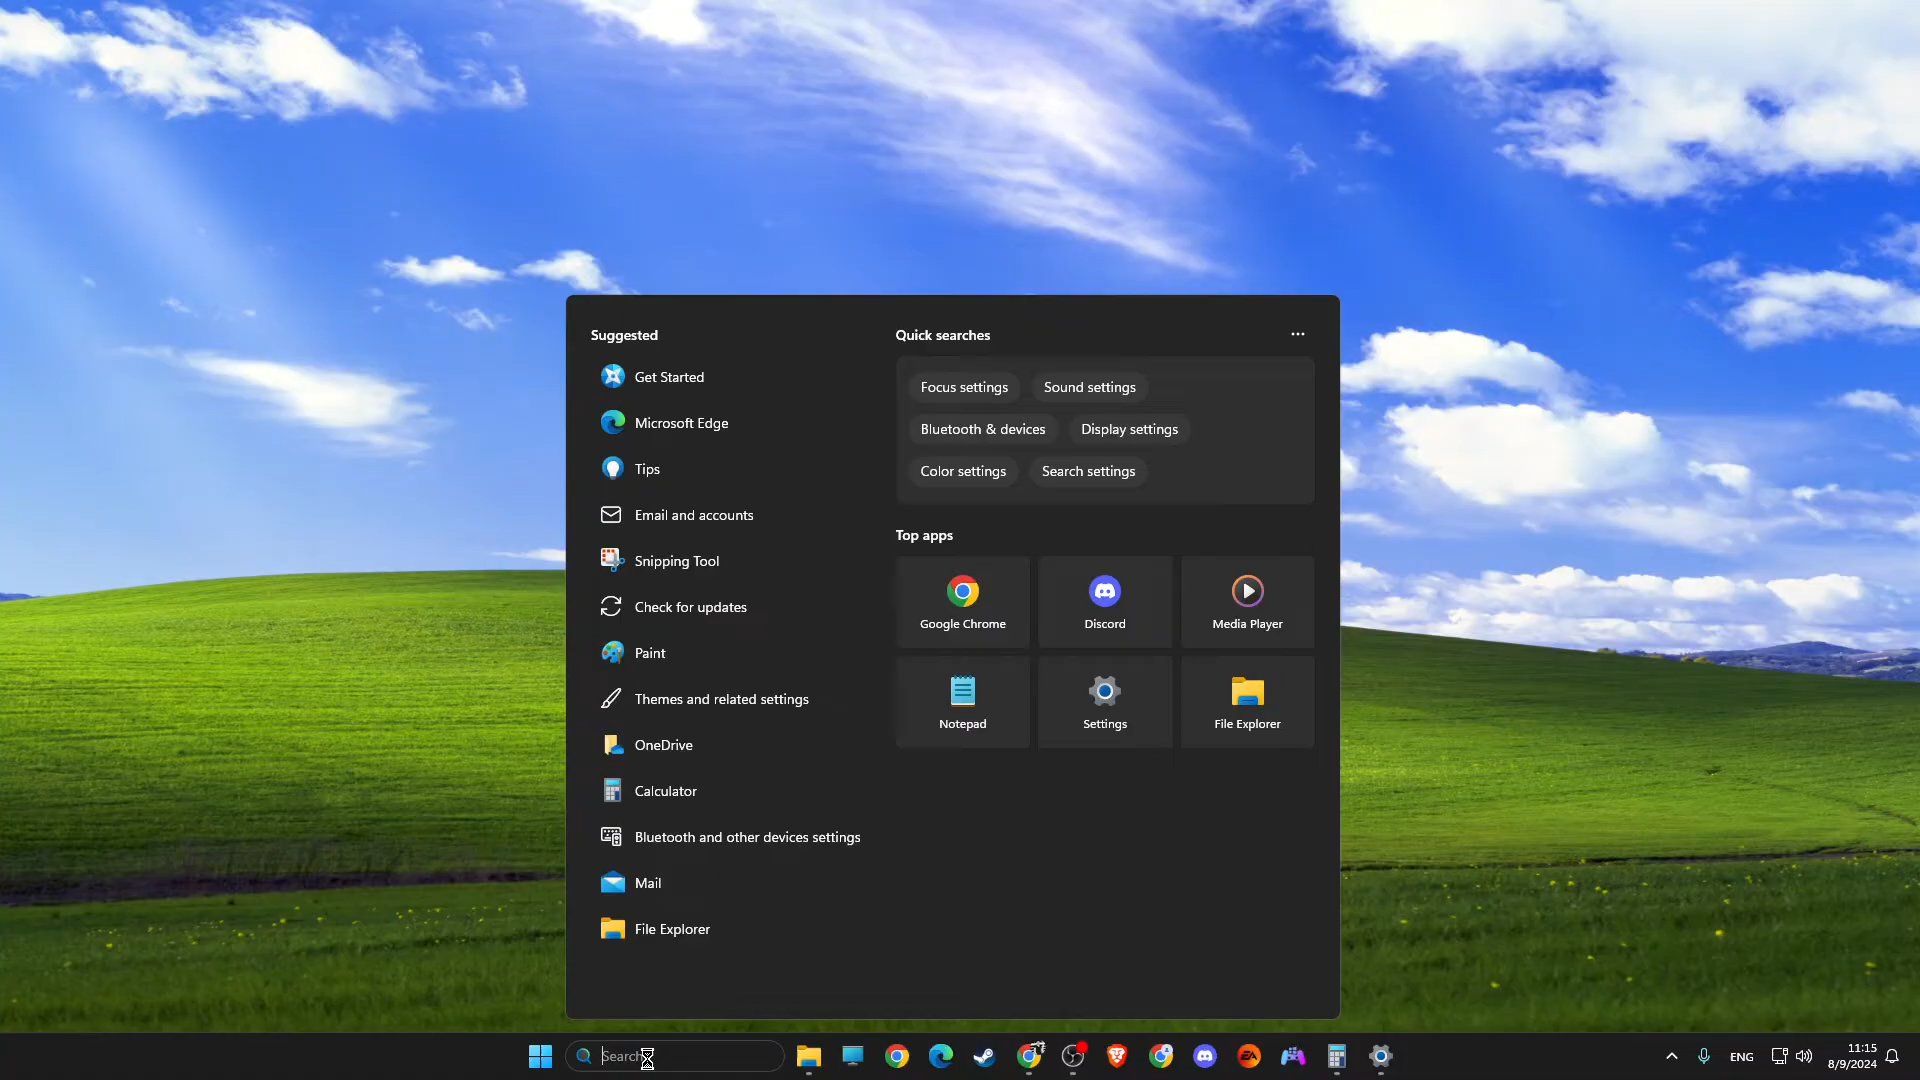 Suggested
Get Started
Microsoft Edge
Tips
Email and accounts
Snipping Tool
Check for updates
Paint
Themes and related settings
OneDrive
Calculator
Bluetooth and other devices settings
Mail
File Explorer
Quick searches
Focus settings
Sound settings
Bluetooth & devices
Display settings
Color settings
Search settings
Top apps
Google Chrome
Discord
Media Player
Notepad
Settings
File Explorer
Search
EA
ENG
11:15
8/9/2024